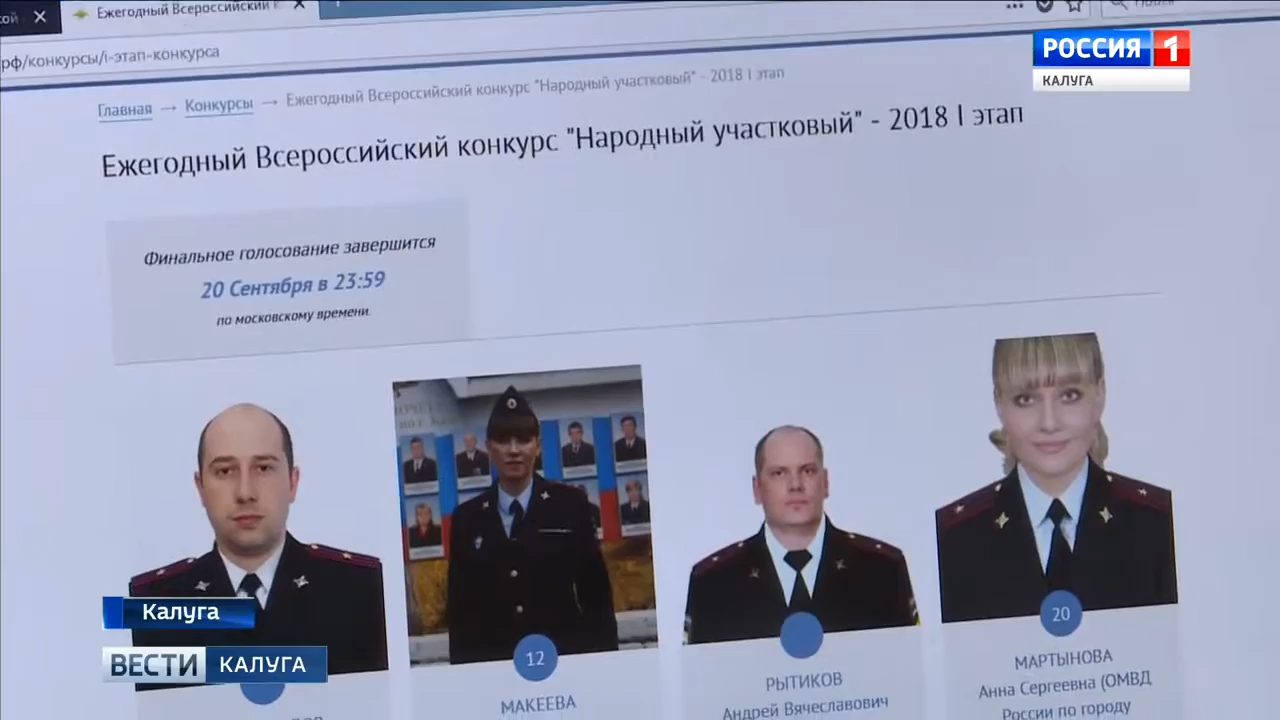 Ежегодный Всероссийский
рф/конкурсы/i-этап-конкурса
РОССИЯ 1
КАЛУГА
Главная → Конкурсы → Ежегодный Всероссийский конкурс "Народный участковый" - 2018 I этап
Ежегодный Всероссийский конкурс "Народный участковый" - 2018 I этап
Финальное голосование завершится
20 Сентября в 23:59
по московскому времени.
12
МАКЕЕВА
РЫТИКОВ
Андрей Вячеславович
20
МАРТЫНОВА
Анна Сергеевна (ОМВД
России по городу
Калуга
ВЕСТИ КАЛУГА